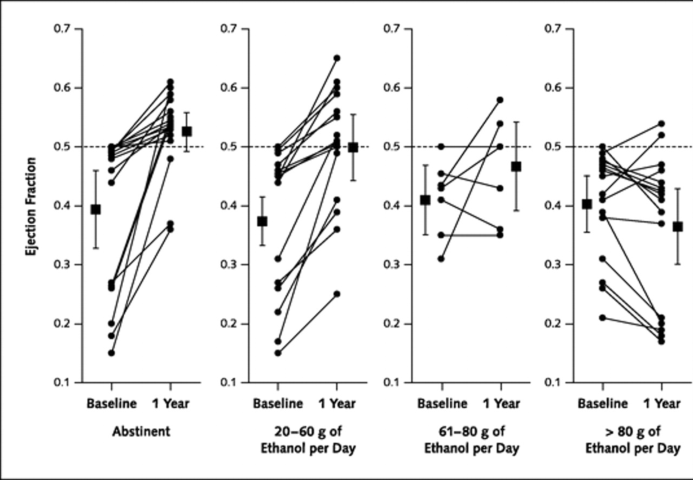 Ejection Fraction
0.7 0.7 0.7 0.7
0.6 0.6 0.6 0.6
0.5 0.5 0.5 0.5
0.4 0.4 0.4 0.4
0.3 0.3 0.3 0.3
0.2 0.2 0.2 0.2
0.1 0.1 0.1 0.1
Baseline 1 Year Baseline 1 Year Baseline 1 Year Baseline 1 Year
Abstinent
20–60 g of
Ethanol per Day
61–80 g of
Ethanol per Day
> 80 g of
Ethanol per Day